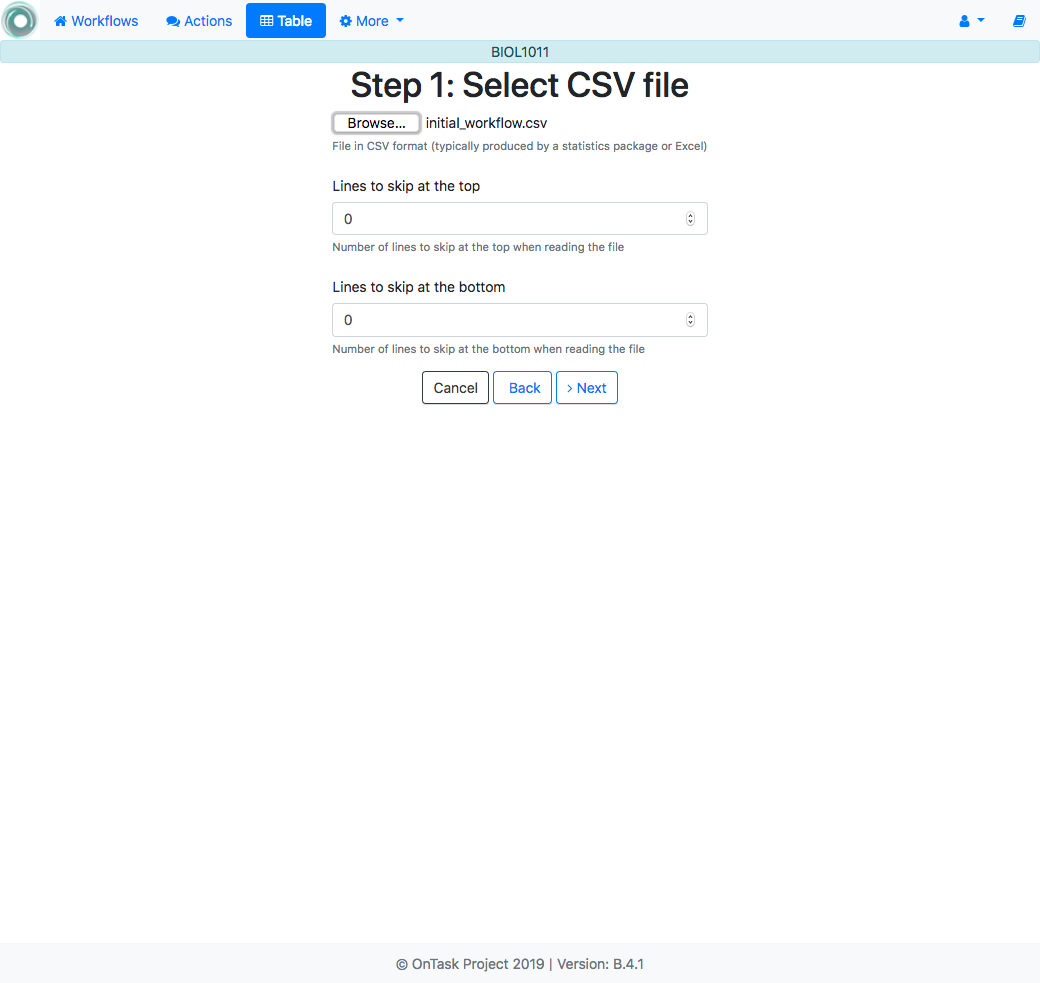 Workflows Actions Table More
BIOL1011
Step 1: Select CSV file
Browse... initial_workflow.csv
File in CSV format (typically produced by a statistics package or Excel)
Lines to skip at the top
0
Number of lines to skip at the top when reading the file
Lines to skip at the bottom
0
Number of lines to skip at the bottom when reading the file
Cancel Back › Next
© OnTask Project 2019 | Version: B.4.1